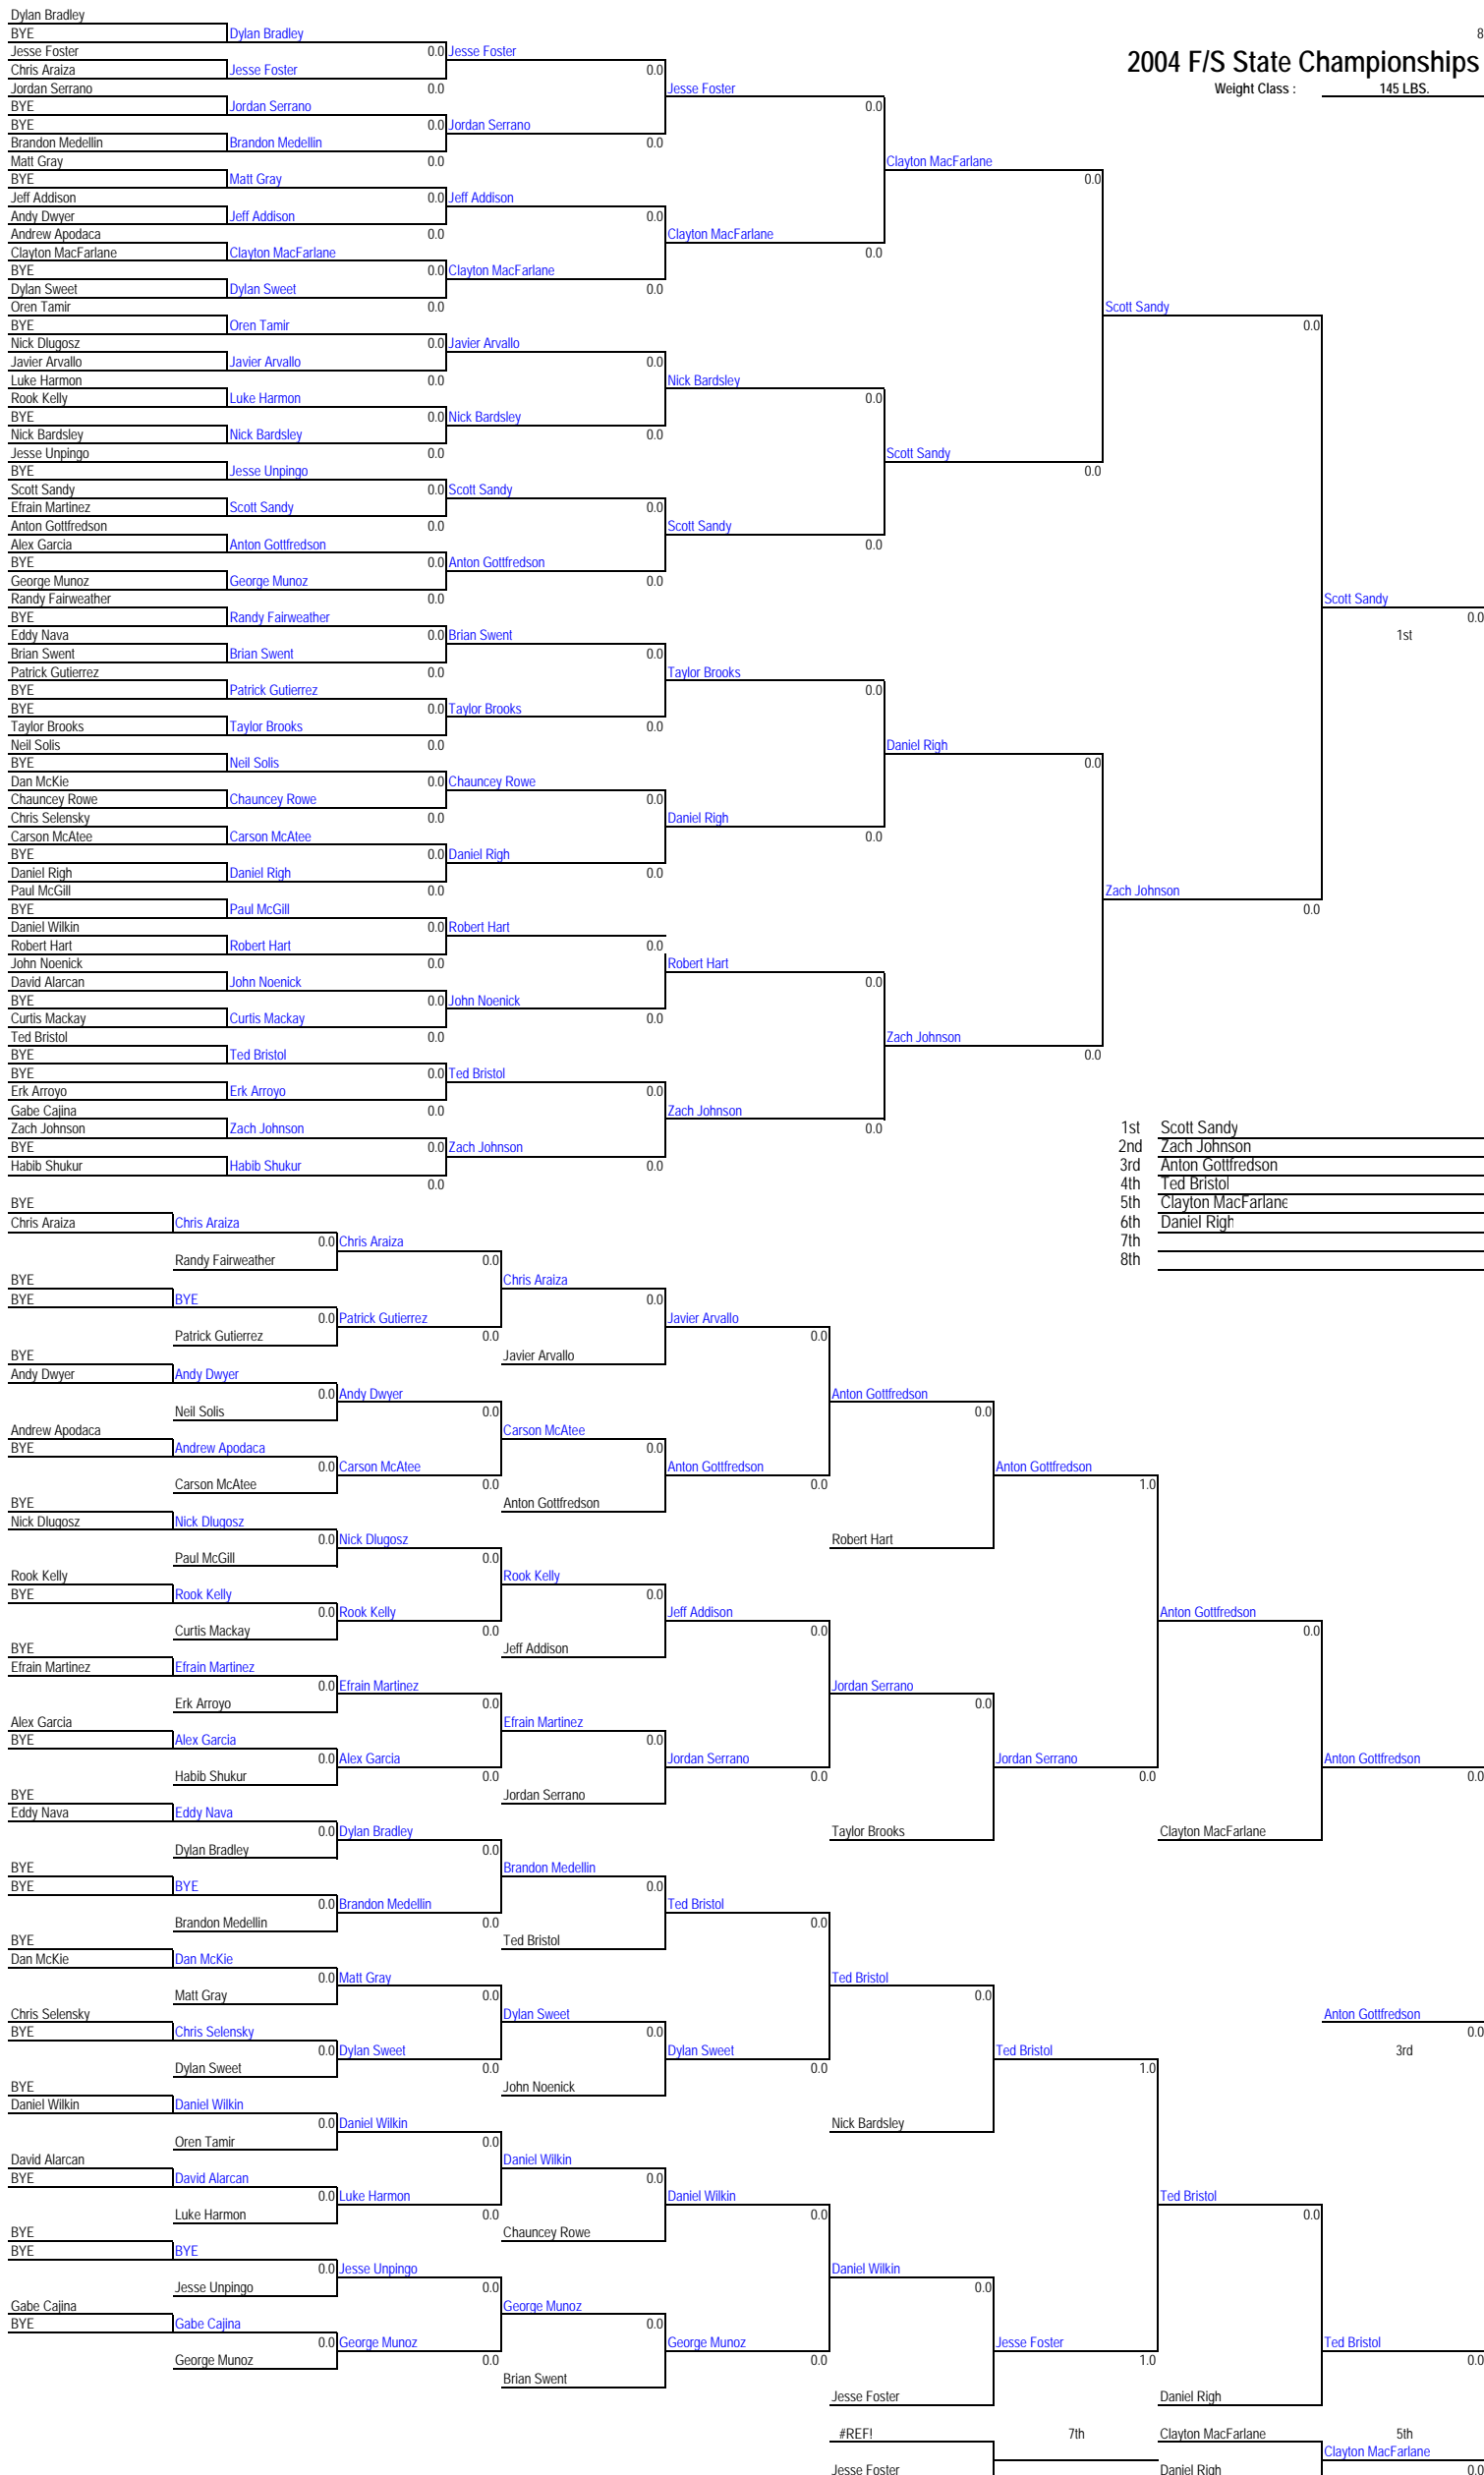 Dylan Bradley
BYE Dylan Bradley 8
Jesse Foster 0.0 Jesse Foster
2004 F/S State Championships
Chris Araiza Jesse Foster 0.0
Jordan Serrano 0.0 Jesse Foster Weight Class : 145 LBS.
BYE Jordan Serrano 0.0
BYE 0.0 Jordan Serrano
Brandon Medellin Brandon Medellin 0.0
Matt Gray 0.0 Clayton MacFarlane
BYE Matt Gray 0.0
Jeff Addison 0.0 Jeff Addison
Andy Dwyer Jeff Addison 0.0
Andrew Apodaca 0.0 Clayton MacFarlane
Clayton MacFarlane Clayton MacFarlane 0.0
BYE 0.0 Clayton MacFarlane
Dylan Sweet Dylan Sweet 0.0
Oren Tamir 0.0 Scott Sandy
BYE Oren Tamir 0.0
Nick Dlugosz 0.0 Javier Arvallo
Javier Arvallo Javier Arvallo 0.0
Luke Harmon 0.0 Nick Bardsley
Rook Kelly Luke Harmon 0.0
BYE 0.0 Nick Bardsley
Nick Bardsley Nick Bardsley 0.0
Jesse Unpingo 0.0 Scott Sandy
BYE Jesse Unpingo 0.0
Scott Sandy 0.0 Scott Sandy
Efrain Martinez Scott Sandy 0.0
Anton Gottfredson 0.0 Scott Sandy
Alex Garcia Anton Gottfredson 0.0
BYE 0.0 Anton Gottfredson
George Munoz George Munoz 0.0
Randy Fairweather 0.0 Scott Sandy
BYE Randy Fairweather 0.0
Eddy Nava 0.0 Brian Swent 1st
Brian Swent Brian Swent 0.0
Patrick Gutierrez 0.0 Taylor Brooks
BYE Patrick Gutierrez 0.0
BYE 0.0 Taylor Brooks
Taylor Brooks Taylor Brooks 0.0
Neil Solis 0.0 Daniel Righ
BYE Neil Solis 0.0
Dan McKie 0.0 Chauncey Rowe
Chauncey Rowe Chauncey Rowe 0.0
Chris Selensky 0.0 Daniel Righ
Carson McAtee Carson McAtee 0.0
BYE 0.0 Daniel Righ
Daniel Righ Daniel Righ 0.0
Paul McGill 0.0 Zach Johnson
BYE Paul McGill 0.0
Daniel Wilkin 0.0 Robert Hart
Robert Hart Robert Hart 0.0
John Noenick 0.0 Robert Hart
David Alarcan John Noenick 0.0
BYE 0.0 John Noenick
Curtis Mackay Curtis Mackay 0.0
Ted Bristol 0.0 Zach Johnson
BYE Ted Bristol 0.0
BYE 0.0 Ted Bristol
Erk Arroyo Erk Arroyo 0.0
Gabe Cajina 0.0 Zach Johnson
Zach Johnson Zach Johnson 0.0 1st Scott Sandy
BYE 0.0 Zach Johnson 2nd Zach Johnson
Habib Shukur Habib Shukur 0.0 3rd Anton Gottfredson
0.0 4th Ted Bristol
BYE 5th Clayton MacFarlane
Chris Araiza Chris Araiza 6th Daniel Righ
0.0 Chris Araiza 7th
Randy Fairweather 0.0 8th
BYE Chris Araiza
BYE BYE 0.0
0.0 Patrick Gutierrez Javier Arvallo
Patrick Gutierrez 0.0 0.0
BYE Javier Arvallo
Andy Dwyer Andy Dwyer
0.0 Andy Dwyer Anton Gottfredson
Neil Solis 0.0 0.0
Andrew Apodaca Carson McAtee
BYE Andrew Apodaca 0.0
0.0 Carson McAtee Anton Gottfredson Anton Gottfredson
Carson McAtee 0.0 0.0 1.0
BYE Anton Gottfredson
Nick Dlugosz Nick Dlugosz
0.0 Nick Dlugosz Robert Hart
Paul McGill 0.0
Rook Kelly Rook Kelly
BYE Rook Kelly 0.0
0.0 Rook Kelly Jeff Addison Anton Gottfredson
Curtis Mackay 0.0 0.0 0.0
BYE Jeff Addison
Efrain Martinez Efrain Martinez
0.0 Efrain Martinez Jordan Serrano
Erk Arroyo 0.0 0.0
Alex Garcia Efrain Martinez
BYE Alex Garcia 0.0
0.0 Alex Garcia Jordan Serrano Jordan Serrano Anton Gottfredson
Habib Shukur 0.0 0.0 0.0 0.0
BYE Jordan Serrano
Eddy Nava Eddy Nava
0.0 Dylan Bradley Taylor Brooks Clayton MacFarlane
Dylan Bradley 0.0
BYE Brandon Medellin
BYE BYE 0.0
0.0 Brandon Medellin Ted Bristol
Brandon Medellin 0.0 0.0
BYE Ted Bristol
Dan McKie Dan McKie
0.0 Matt Gray Ted Bristol
Matt Gray 0.0 0.0
Chris Selensky Dylan Sweet Anton Gottfredson
BYE Chris Selensky 0.0 0.0
0.0 Dylan Sweet Dylan Sweet Ted Bristol 3rd
Dylan Sweet 0.0 0.0 1.0
BYE John Noenick
Daniel Wilkin Daniel Wilkin
0.0 Daniel Wilkin Nick Bardsley
Oren Tamir 0.0
David Alarcan Daniel Wilkin
BYE David Alarcan 0.0
0.0 Luke Harmon Daniel Wilkin Ted Bristol
Luke Harmon 0.0 0.0 0.0
BYE Chauncey Rowe
BYE BYE
0.0 Jesse Unpingo Daniel Wilkin
Jesse Unpingo 0.0 0.0
Gabe Cajina George Munoz
BYE Gabe Cajina 0.0
0.0 George Munoz George Munoz Jesse Foster Ted Bristol
George Munoz 0.0 0.0 1.0 0.0
Brian Swent
Jesse Foster Daniel Righ
#REF! 7th Clayton MacFarlane 5th
Clayton MacFarlane
Jesse Foster Daniel Righ 0.0